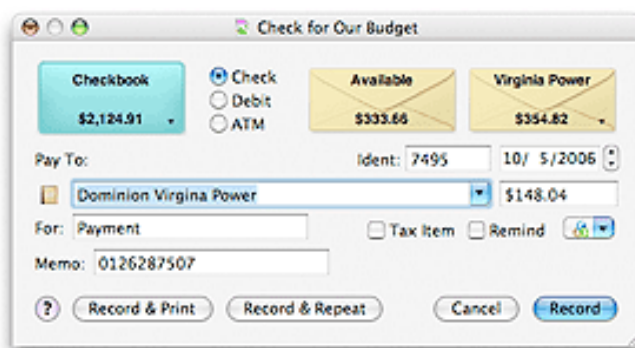 Check for Our Budget
Checkbook
$2,124.91
Check
Debit
ATM
Available
$333.66
Virginia Power
$354.82
Pay To:
Ident: 7495 10/ 5/2006
Dominion Virgina Power $148.04
For: Payment Tax Item Remind
Memo: 0126287507
? Record & Print Record & Repeat Cancel Record